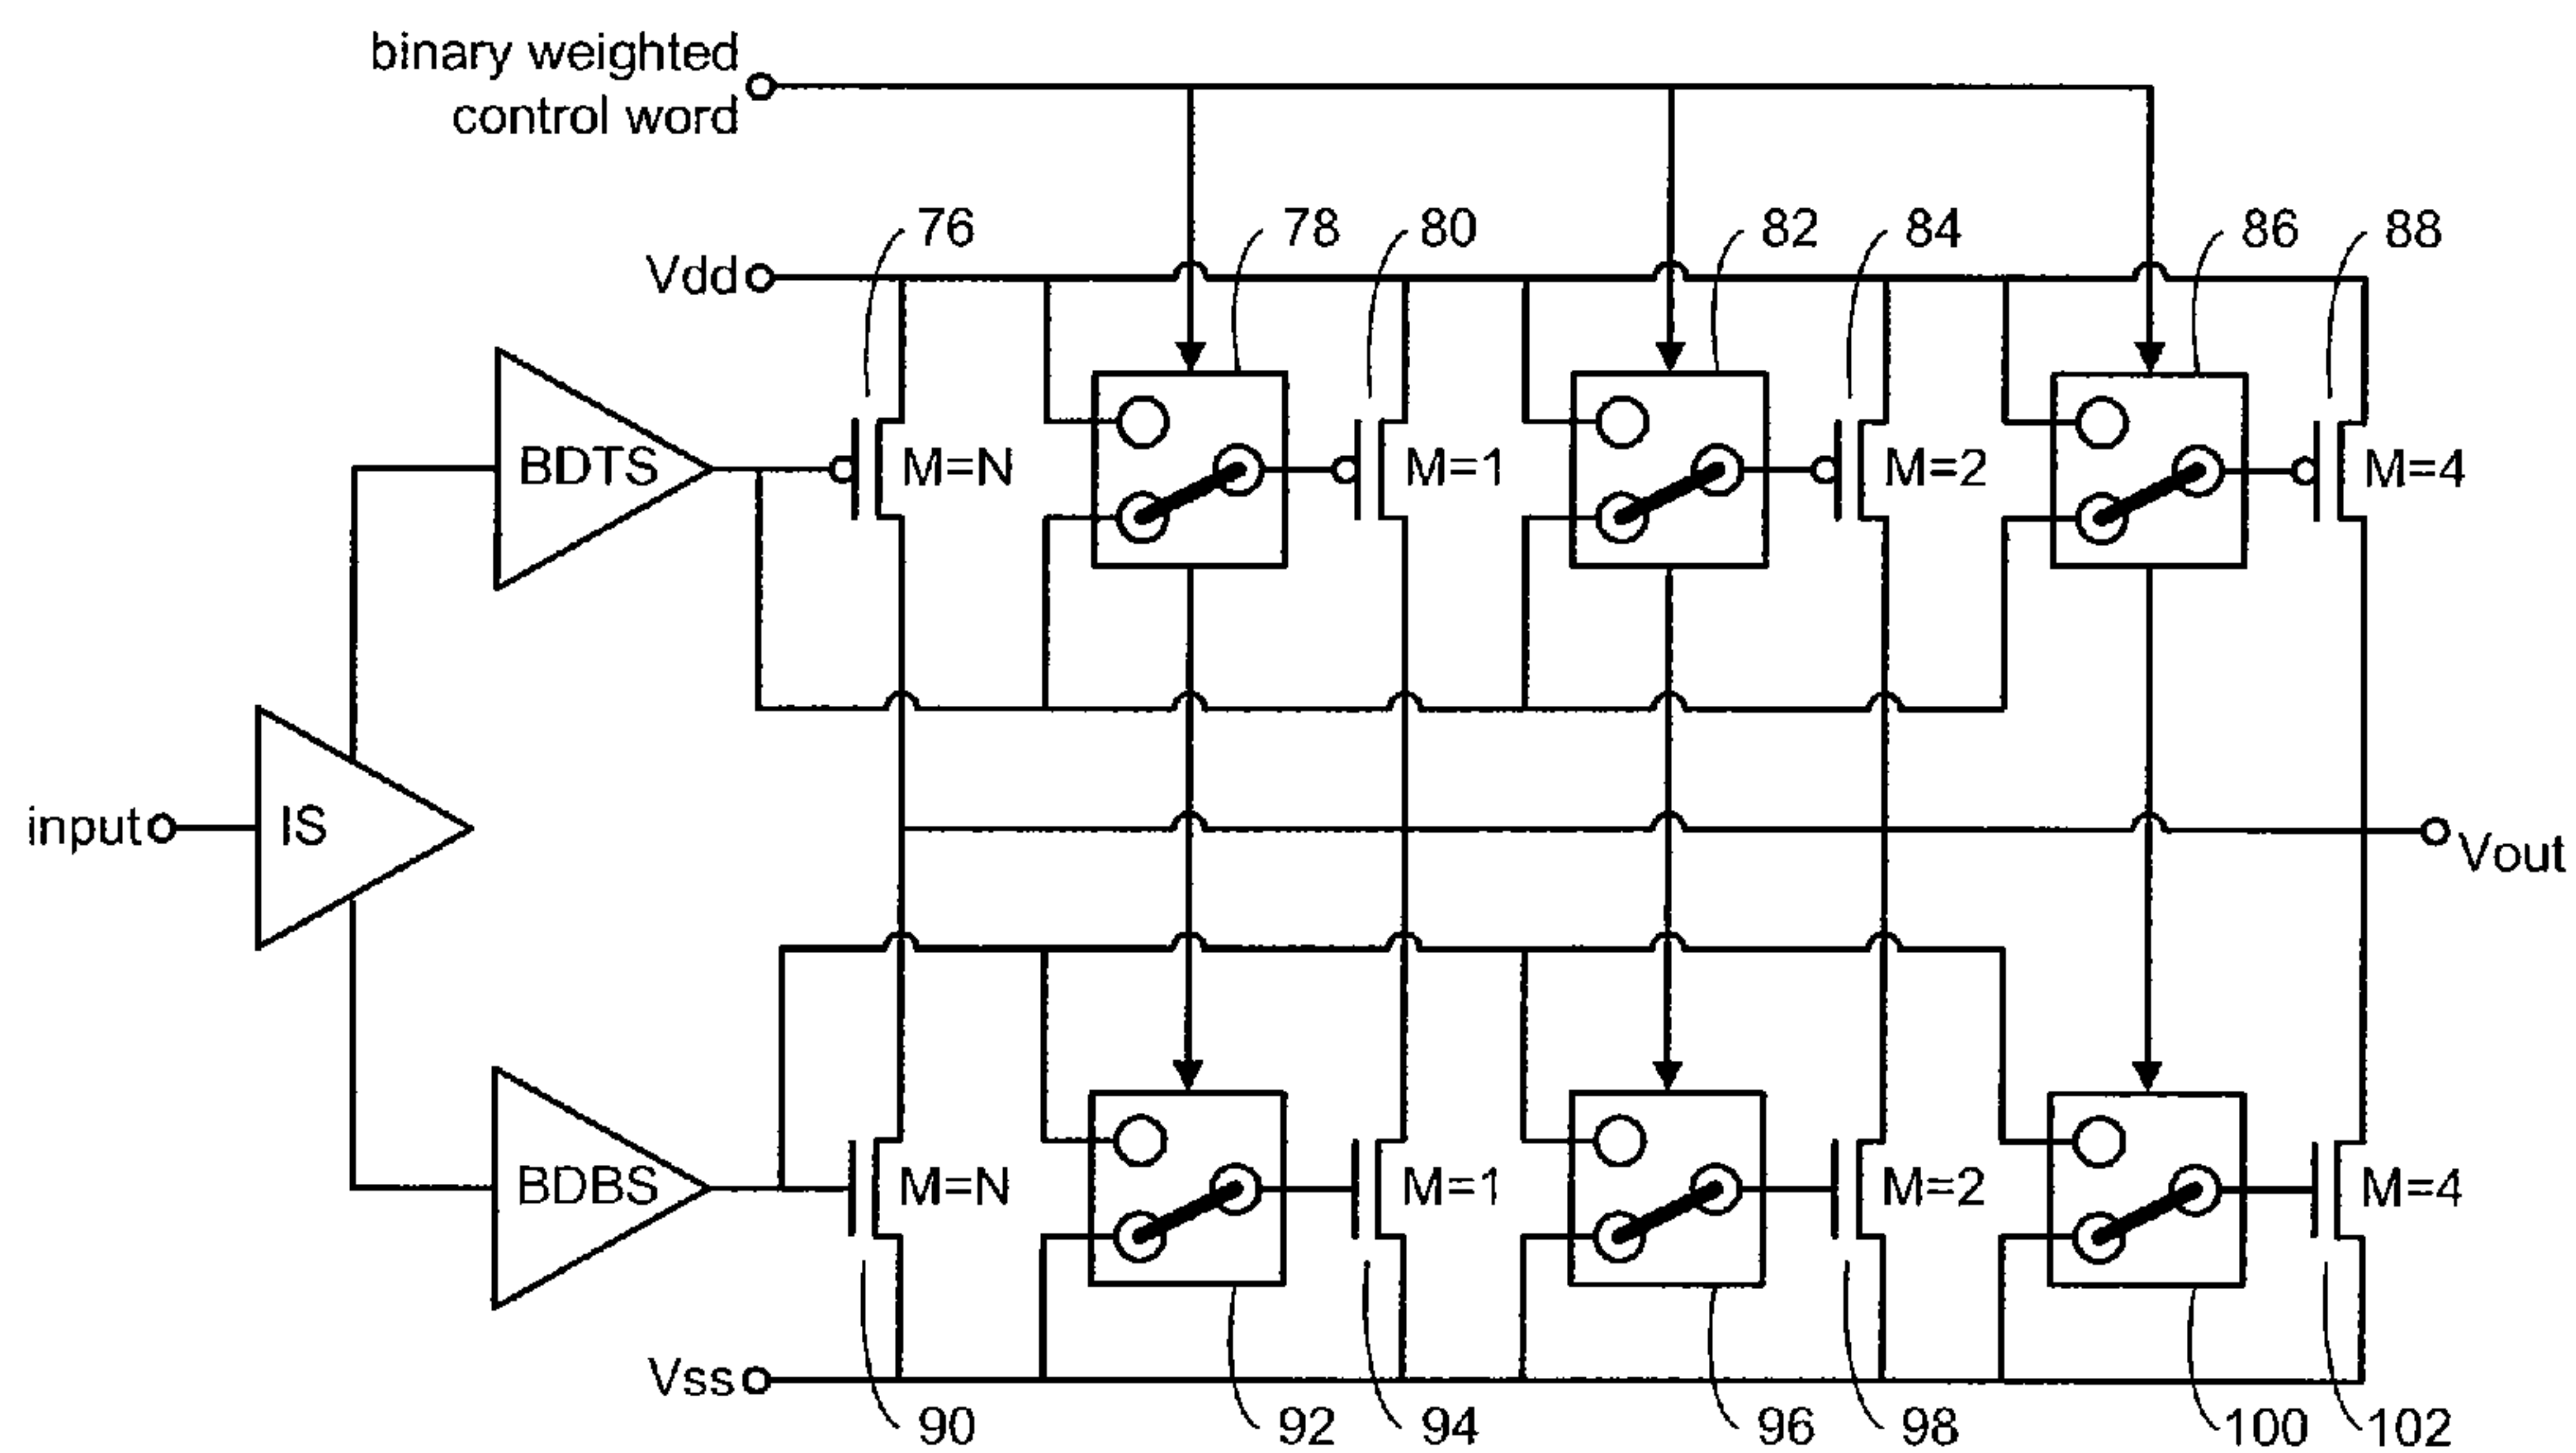 binary weighted
control word
76
78
80
82
84
86
88
Vdd
BDTS
M=N
M=1
M=2
M=4
input
IS
Vout
BDBS
M=N
M=1
M=2
M=4
Vss
90
92
94
96
98
100
102